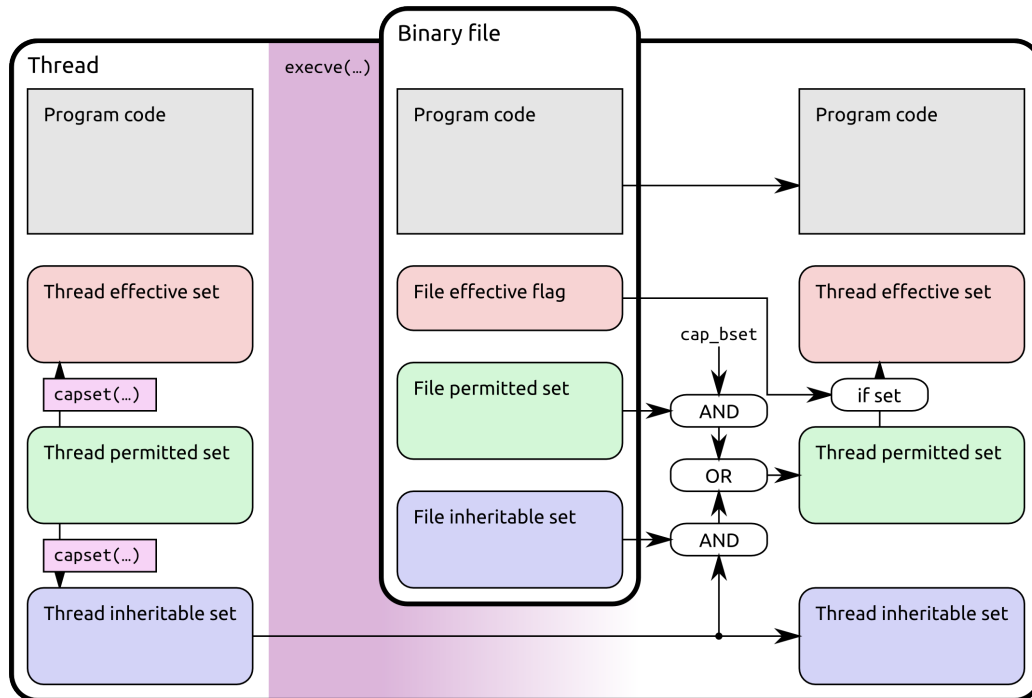 Binary file
Thread
execve(…)
Program code
Program code
Program code
Thread effective set
File effective flag
Thread effective set
cap_bset
capset(…)
File permitted set
if set
AND
Thread permitted set
Thread permitted set
OR
File inheritable set
AND
capset(…)
Thread inheritable set
Thread inheritable set